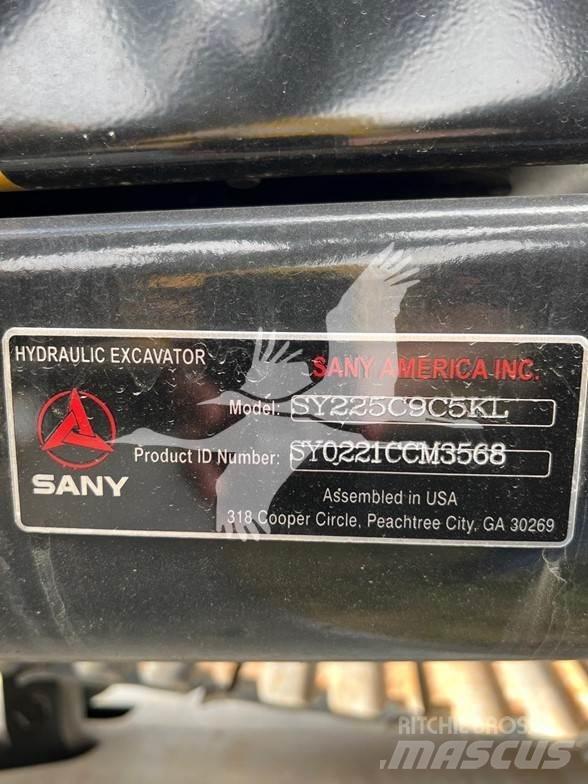 HYDRAULIC EXCAVATOR
SANY AMERICA INC.
Model: SY225C9C5KL
Product ID Number: SY0221CCM3568
SANY
Assembled in USA
318 Cooper Circle, Peachtree City, GA 30269
RITCHIE BROS
MASCUS